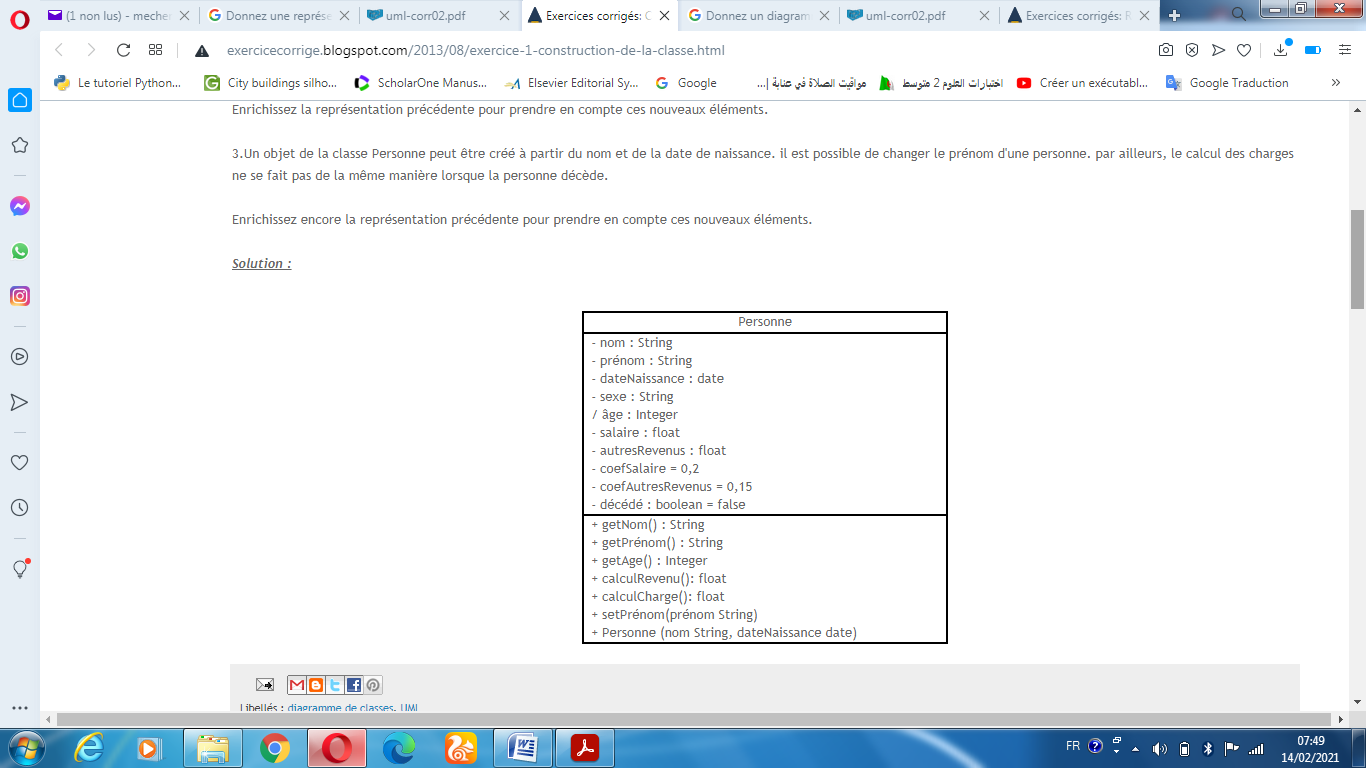 (1 non lus) - mecher
Donnez une représe
uml-corr02.pdf
Exercices corrigés: C
Donnez un diagram
uml-corr02.pdf
Exercices corrigés: R
exercicecorrige.blogspot.com/2013/08/exercice-1-construction-de-la-classe.html
Le tutoriel Python...
City buildings silho...
ScholarOne Manus...
Elsevier Editorial Sy...
Google
مواقيت الصلاة في عنابة |...
اختبارات العلوم 2 متوسط
Créer un exécutabl...
Google Traduction
»
Enrichissez la représentation précédente pour prendre en compte ces nouveaux éléments.
3.Un objet de la classe Personne peut être créé à partir du nom et de la date de naissance. il est possible de changer le prénom d'une personne. par ailleurs, le calcul des charges
ne se fait pas de la même manière lorsque la personne décède.
Enrichissez encore la représentation précédente pour prendre en compte ces nouveaux éléments.
Solution :
Personne
- nom : String
- prénom : String
- dateNaissance : date
- sexe : String
/ âge : Integer
- salaire : float
- autresRevenus : float
- coefSalaire = 0,2
- coefAutresRevenus = 0,15
- décédé : boolean = false
+ getNom() : String
+ getPrénom() : String
+ getAge() : Integer
+ calculRevenu(): float
+ calculCharge(): float
+ setPrénom(prénom String)
+ Personne (nom String, dateNaissance date)
Libellés : diagramme de classes, UML
FR
07:49
14/02/2021